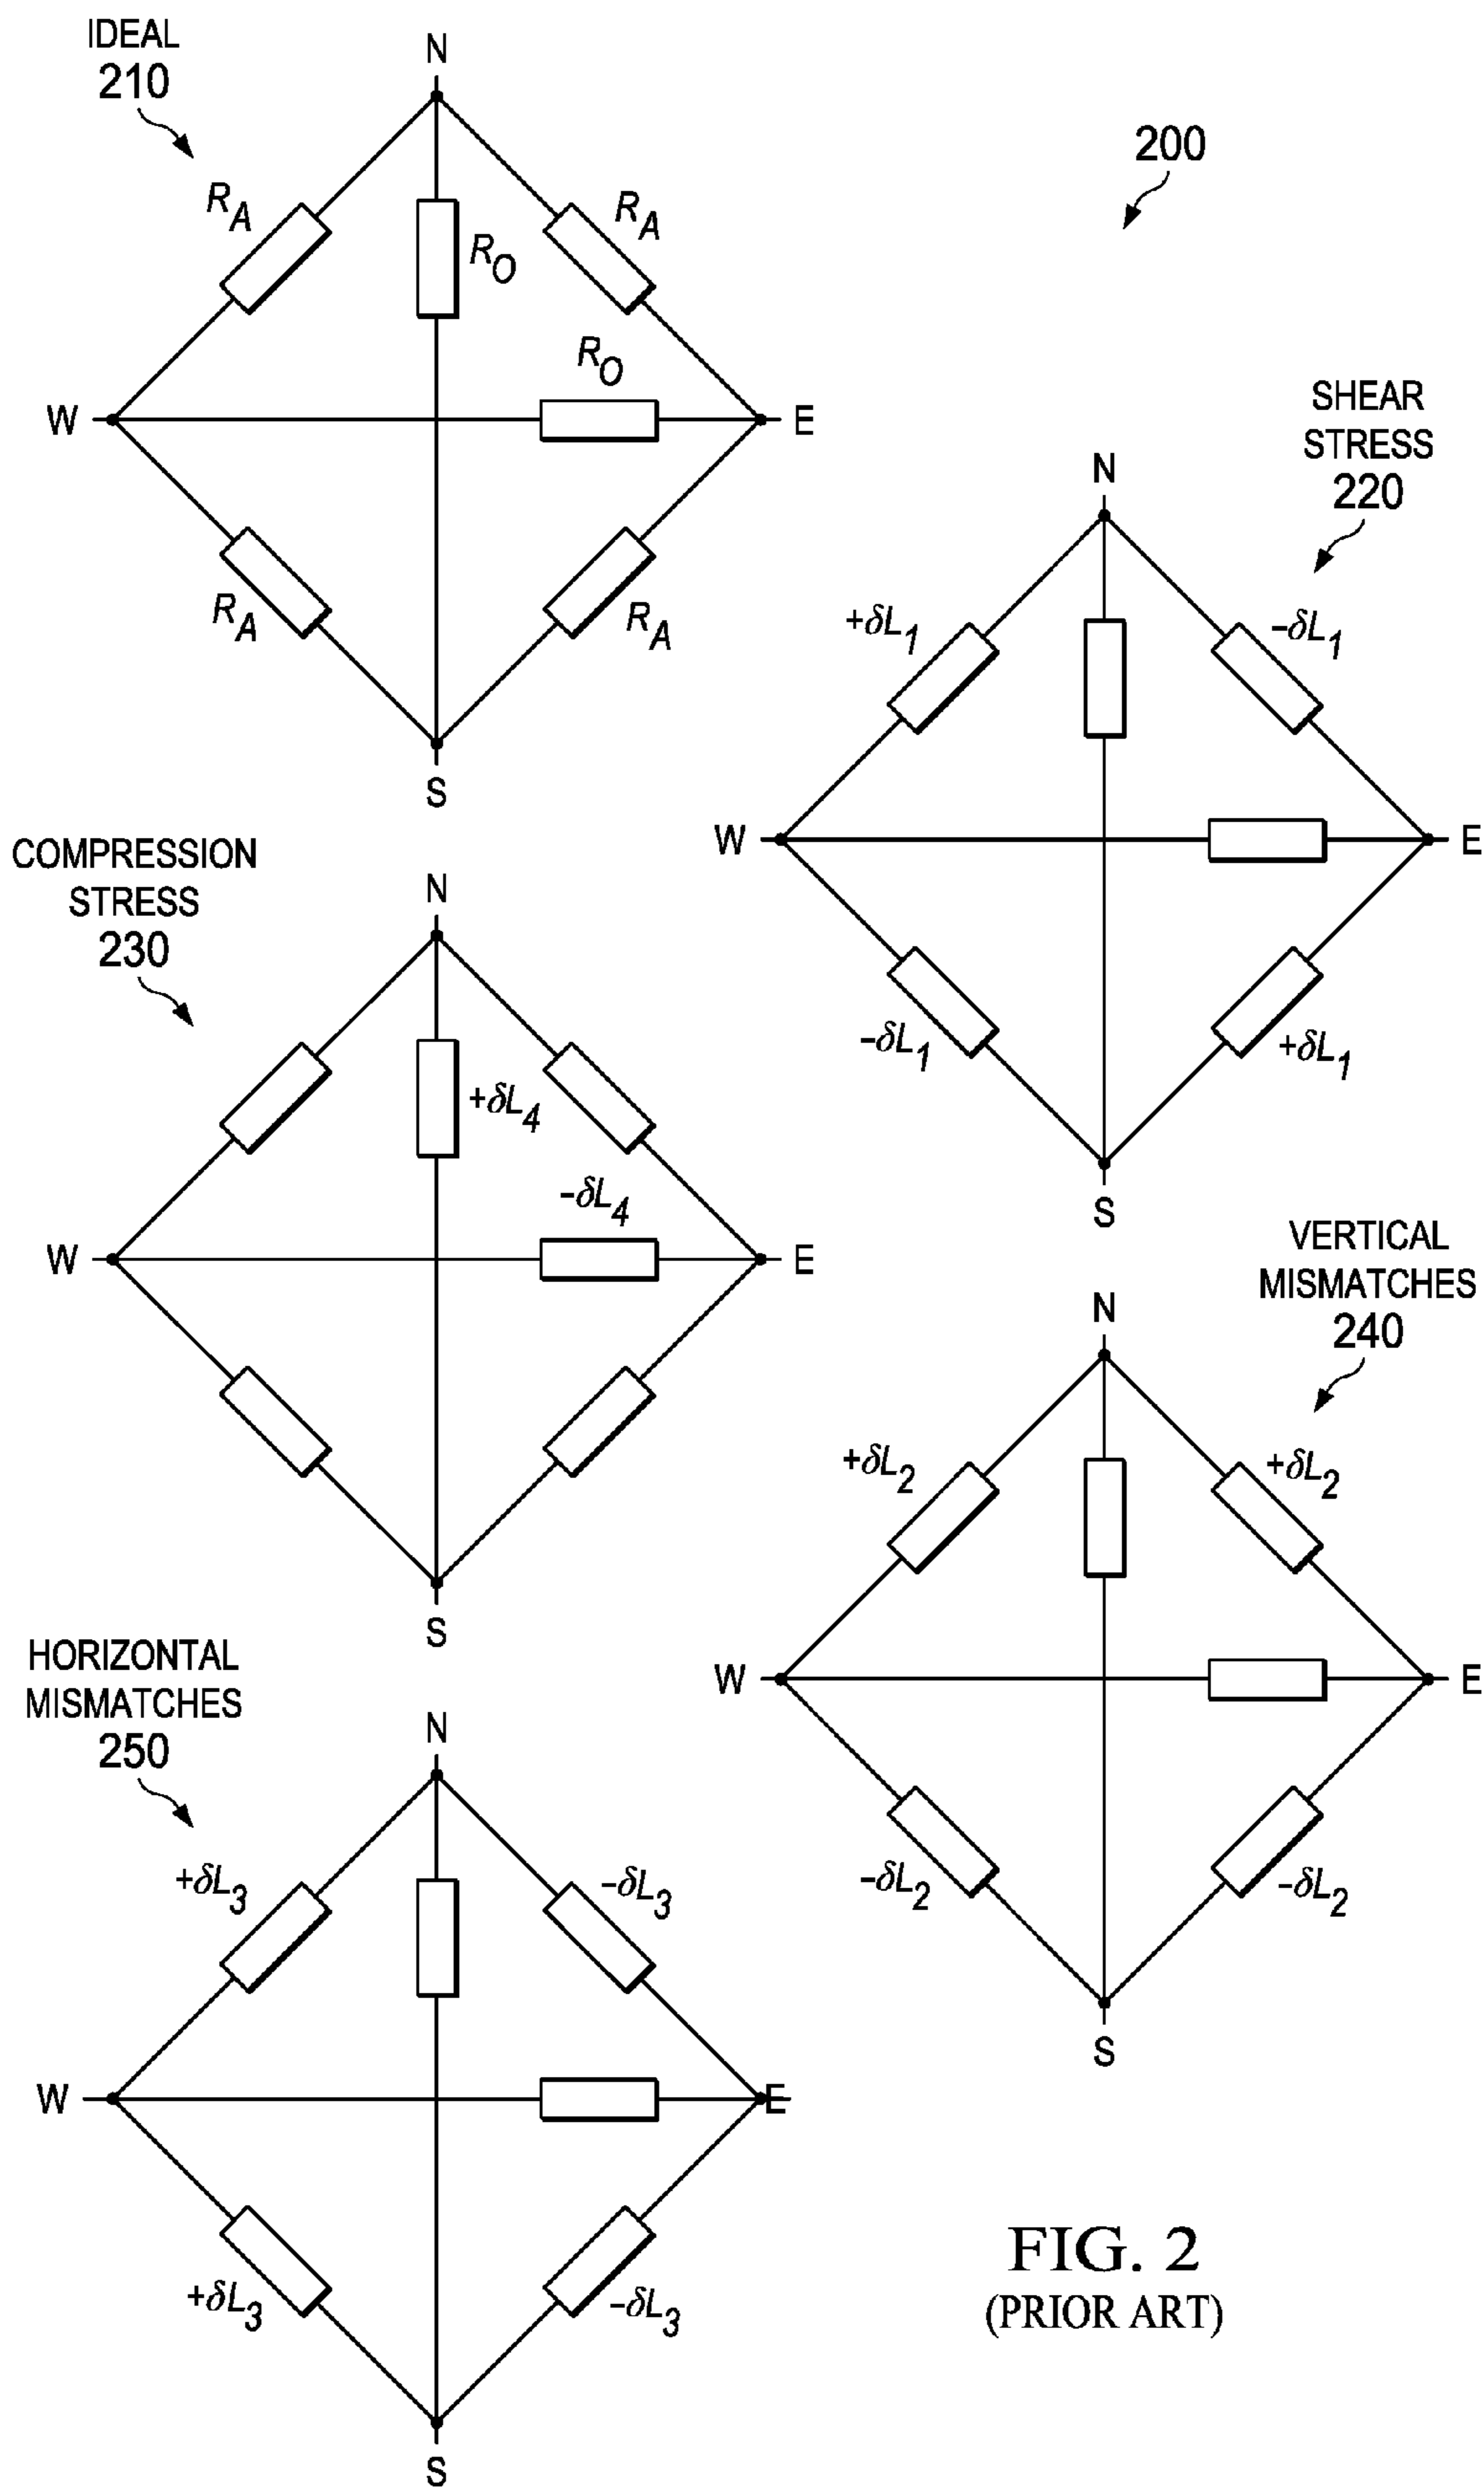 IDEAL
210
N
R_A
R_A
R_O
R_O
W
E
R_A
R_A
S
200
SHEAR
STRESS
220
N
+δL_1
-δL_1
W
E
-δL_1
+δL_1
S
COMPRESSION
STRESS
230
N
+δL_4
-δL_4
W
E
S
VERTICAL
MISMATCHES
240
N
+δL_2
+δL_2
W
E
-δL_2
-δL_2
S
HORIZONTAL
MISMATCHES
250
N
+δL_3
-δL_3
W
E
+δL_3
-δL_3
S
FIG. 2
(PRIOR ART)